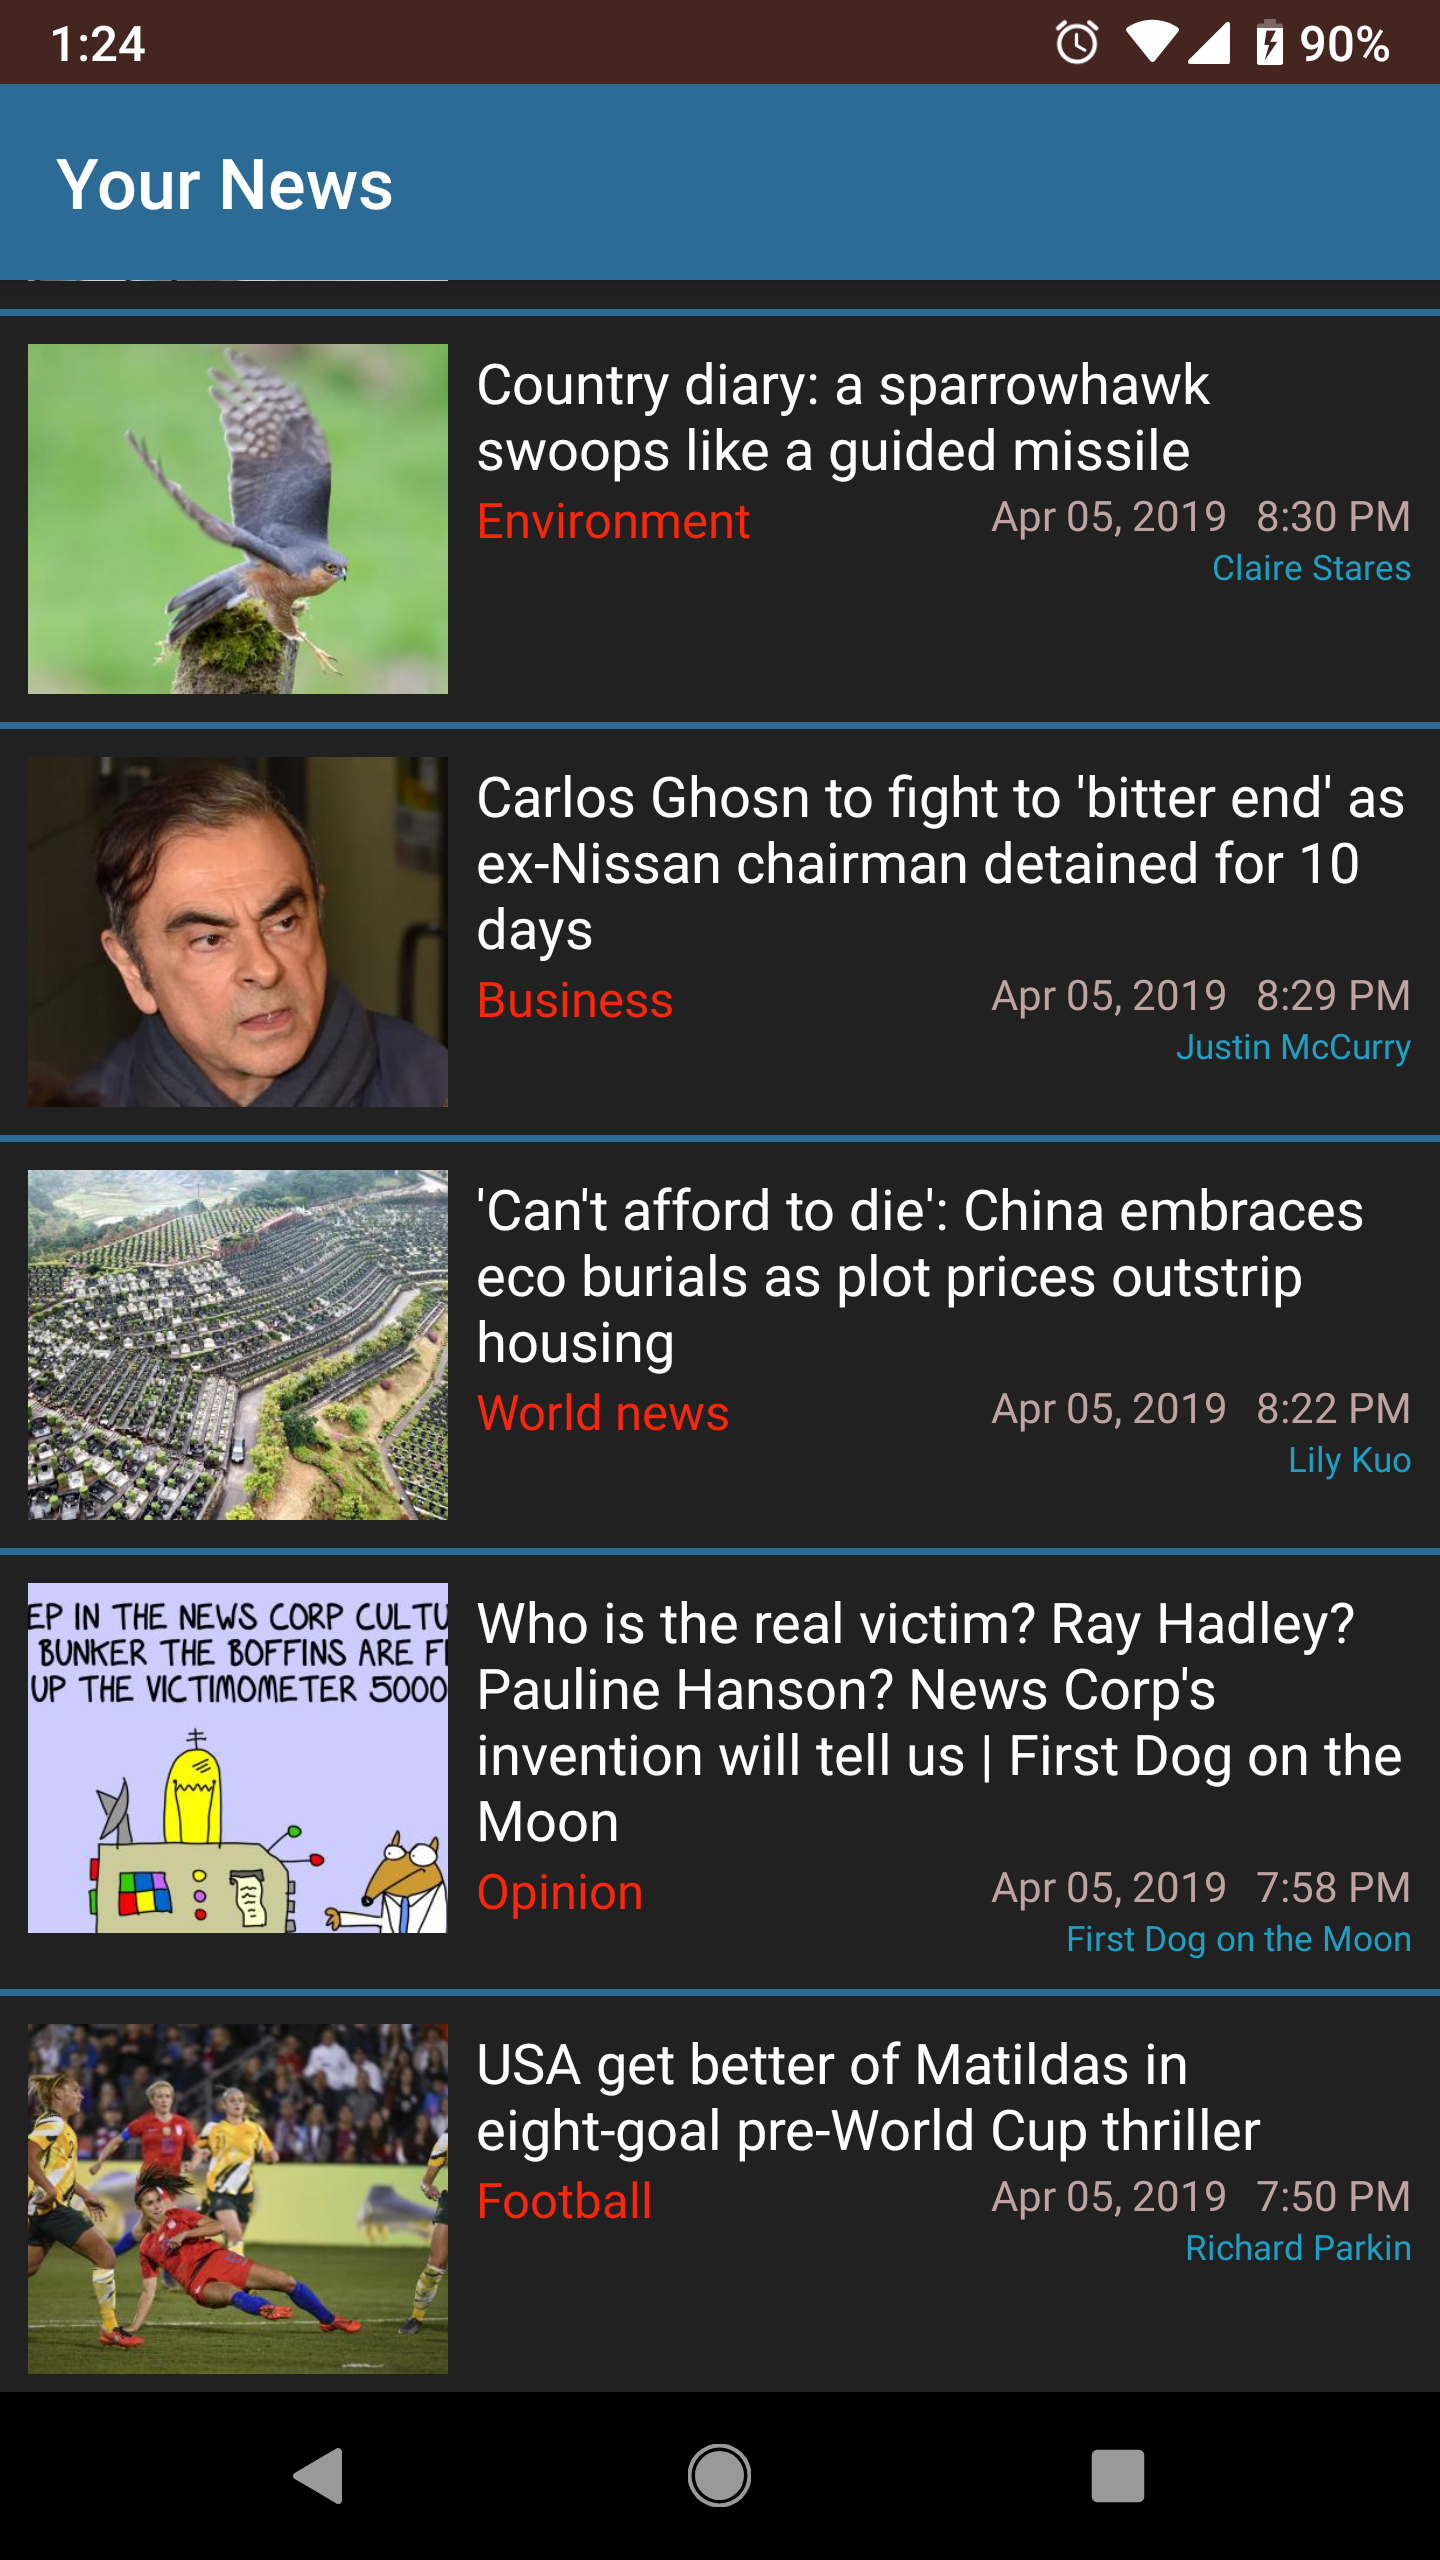 1:24
90%
Your News
Country diary: a sparrowhawk
swoops like a guided missile
Environment
Apr 05, 2019 8:30 PM
Claire Stares
Carlos Ghosn to fight to 'bitter end' as
ex-Nissan chairman detained for 10
days
Business
Apr 05, 2019 8:29 PM
Justin McCurry
'Can't afford to die': China embraces
eco burials as plot prices outstrip
housing
World news
Apr 05, 2019 8:22 PM
Lily Kuo
EP IN THE NEWS CORP CULTU
BUNKER THE BOFFINS ARE FI
UP THE VICTIMOMETER 5000
Who is the real victim? Ray Hadley?
Pauline Hanson? News Corp's
invention will tell us | First Dog on the
Moon
Opinion
Apr 05, 2019 7:58 PM
First Dog on the Moon
USA get better of Matildas in
eight-goal pre-World Cup thriller
Football
Apr 05, 2019 7:50 PM
Richard Parkin